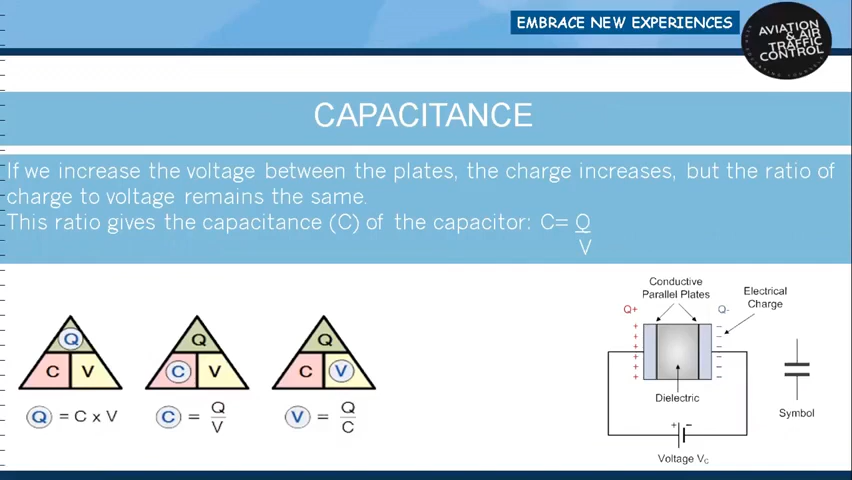 EMBRACE NEW EXPERIENCES
AVIATION
& AIR
TRAFFIC
CONTROL
CAPACITANCE
If we increase the voltage between the plates, the charge increases, but the ratio of
charge to voltage remains the same.
This ratio gives the capacitance (C) of the capacitor: C= Q
V
Q
C V
Q = C x V
Q
C V
C = Q
V
Q
C V
V = Q
C
Conductive
Parallel Plates
Electrical
Charge
Q+
Q-
+ −
+ −
+ −
+ −
+ −
+ −
Dielectric
Symbol
+ −
Voltage VC